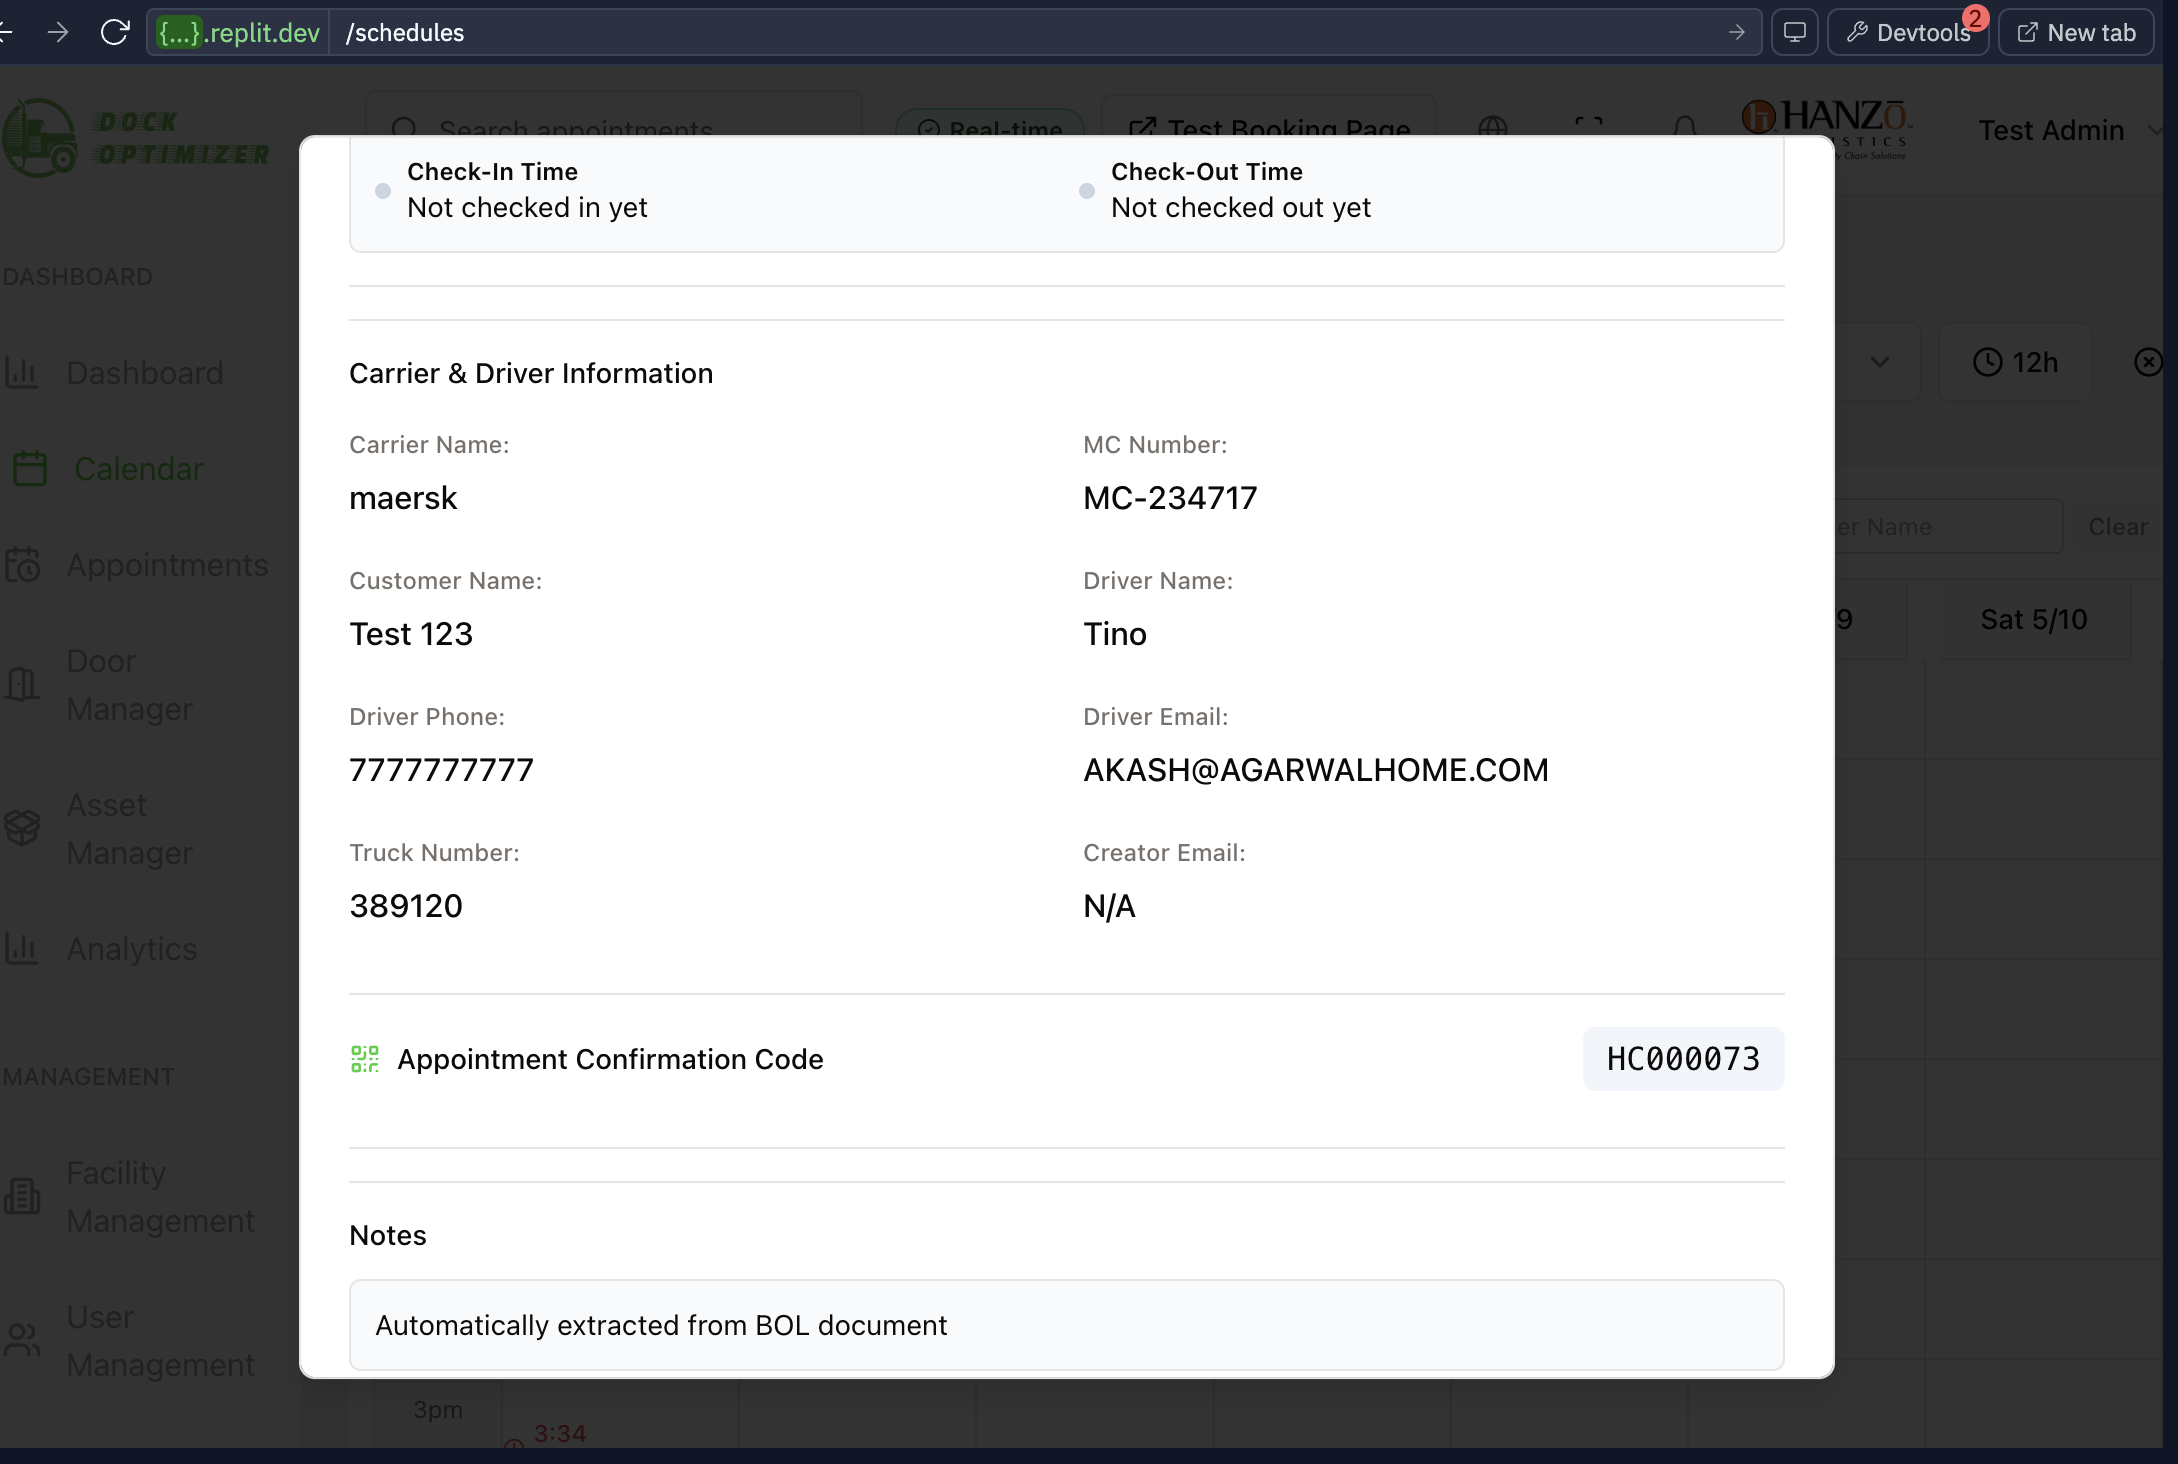 {...}.replit.dev
/schedules
Devtools
2
New tab
DOCK
OPTIMIZER
Search appointments
Real-time
Test Booking Page
HANZō
ISTICS
ly Chain Solutions
Test Admin
Check-In Time
Not checked in yet
Check-Out Time
Not checked out yet
DASHBOARD
Dashboard
Calendar
Appointments
Door
Manager
Asset
Manager
Analytics
MANAGEMENT
Facility
Management
User
Management
12h
er Name
Clear
9
Sat 5/10
Carrier & Driver Information
Carrier Name:
maersk
MC Number:
MC-234717
Customer Name:
Test 123
Driver Name:
Tino
Driver Phone:
7777777777
Driver Email:
AKASH@AGARWALHOME.COM
Truck Number:
389120
Creator Email:
N/A
Appointment Confirmation Code
HC000073
Notes
Automatically extracted from BOL document
3pm
3:34